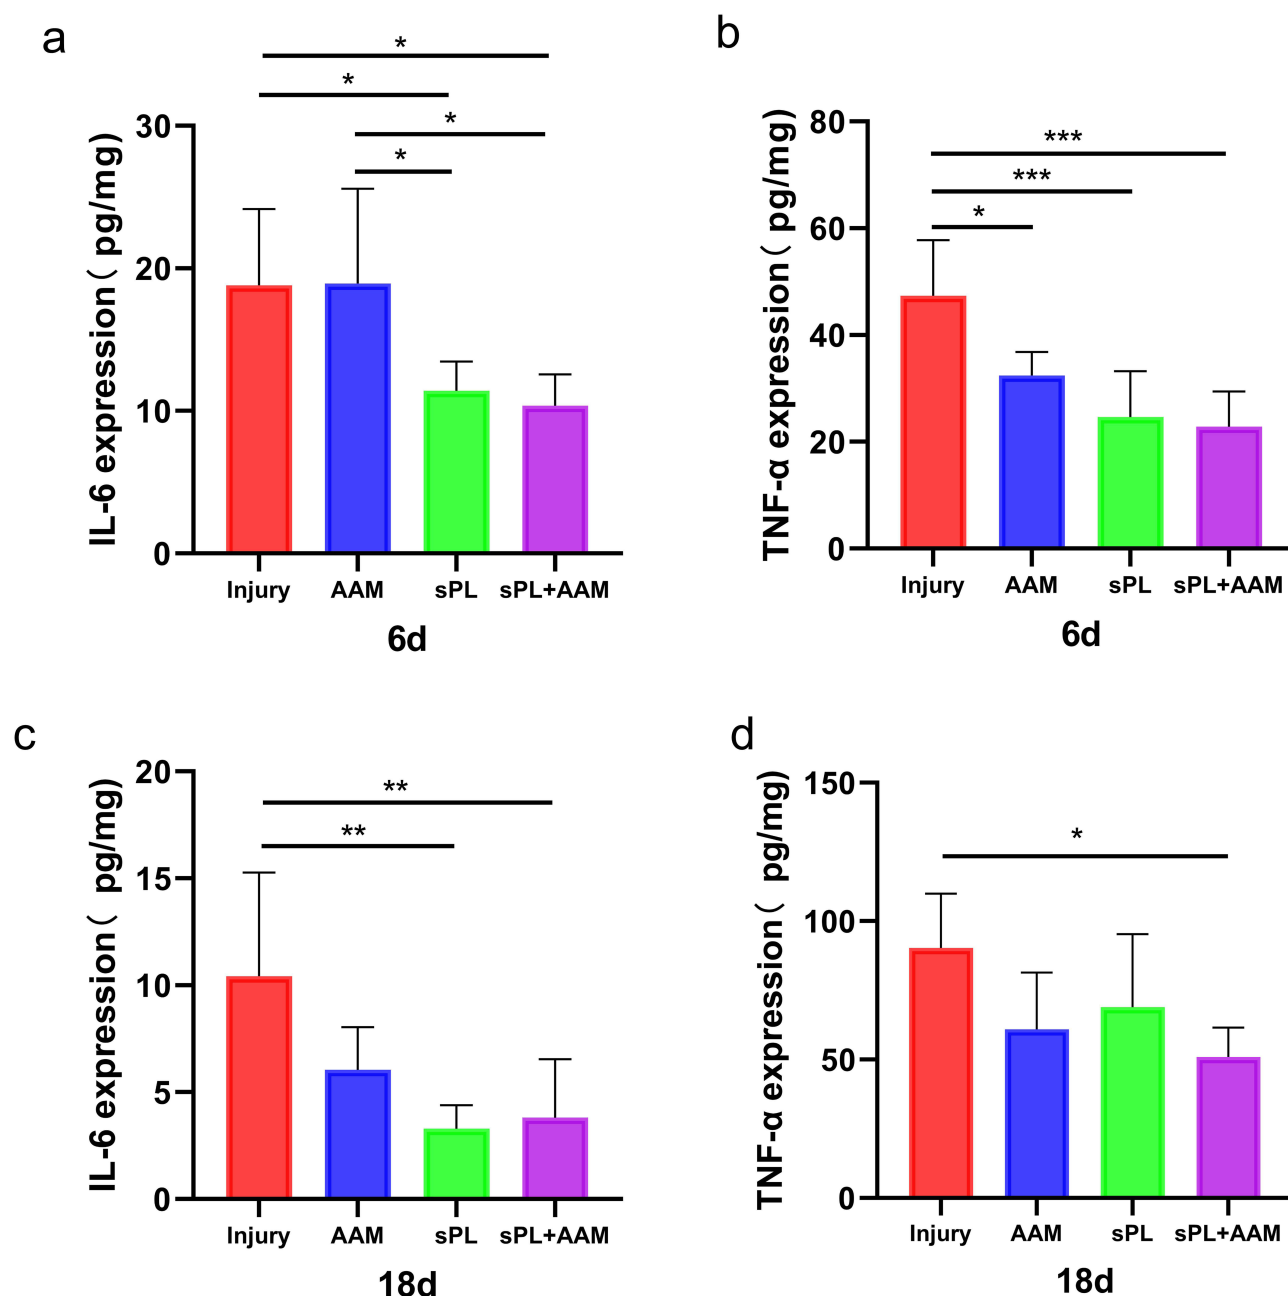 a
*
*
*
*
IL-6 expression（ pg/mg)
30
20
10
0
Injury AAM sPL sPL+AAM
6d
b
***
***
*
TNF-α expression（ pg/mg)
80
60
40
20
0
Injury AAM sPL sPL+AAM
6d
c
**
**
IL-6 expression（ pg/mg)
20
15
10
5
0
Injury AAM sPL sPL+AAM
18d
d
*
TNF-α expression（ pg/mg)
150
100
50
0
Injury AAM sPL sPL+AAM
18d